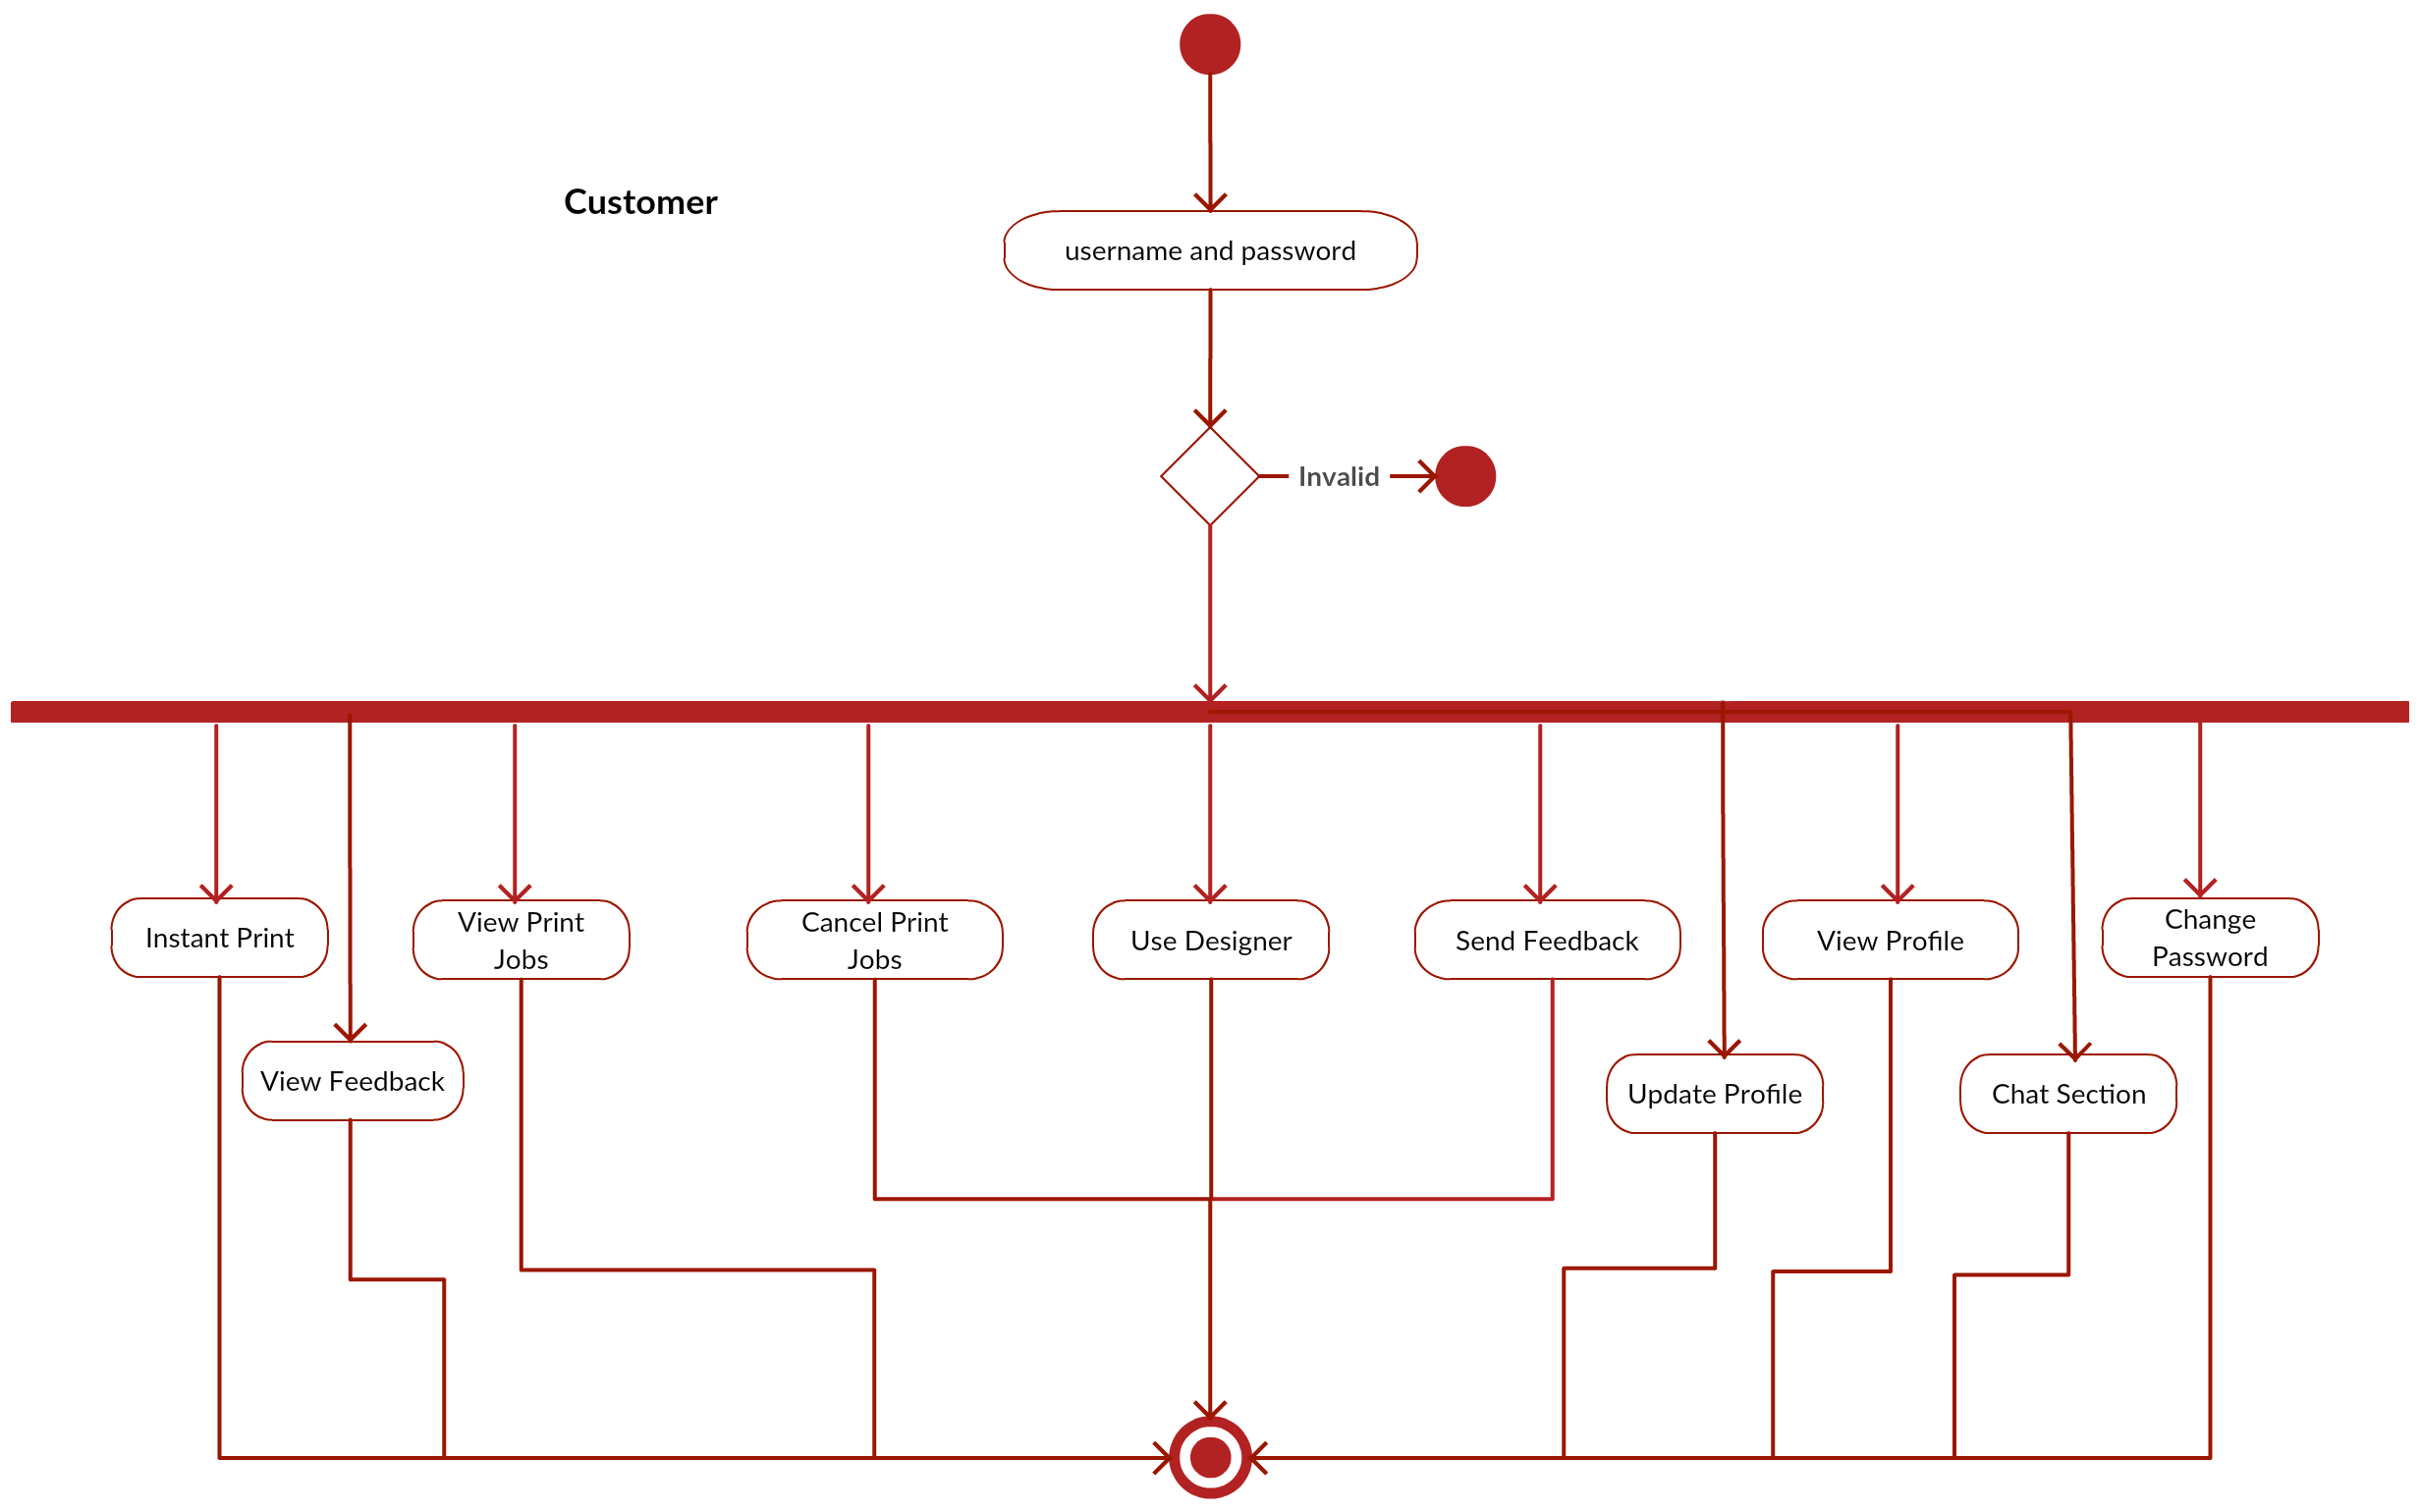 Customer
username and password
Invalid
Instant Print
View Print
Jobs
Cancel Print
Jobs
Use Designer
Send Feedback
View Profile
Change
Password
View Feedback
Update Profile
Chat Section